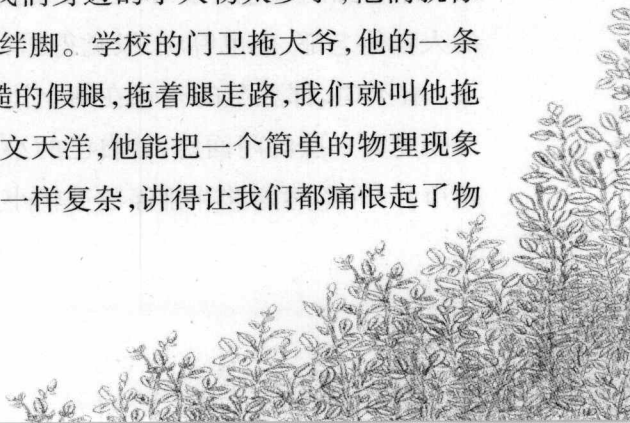 绊脚。学校的门卫拖大爷,他的一条
的假腿,拖着腿走路,我们就叫他拖
文天洋,他能把一个简单的物理现象
一样复杂,讲得让我们都痛恨起了物